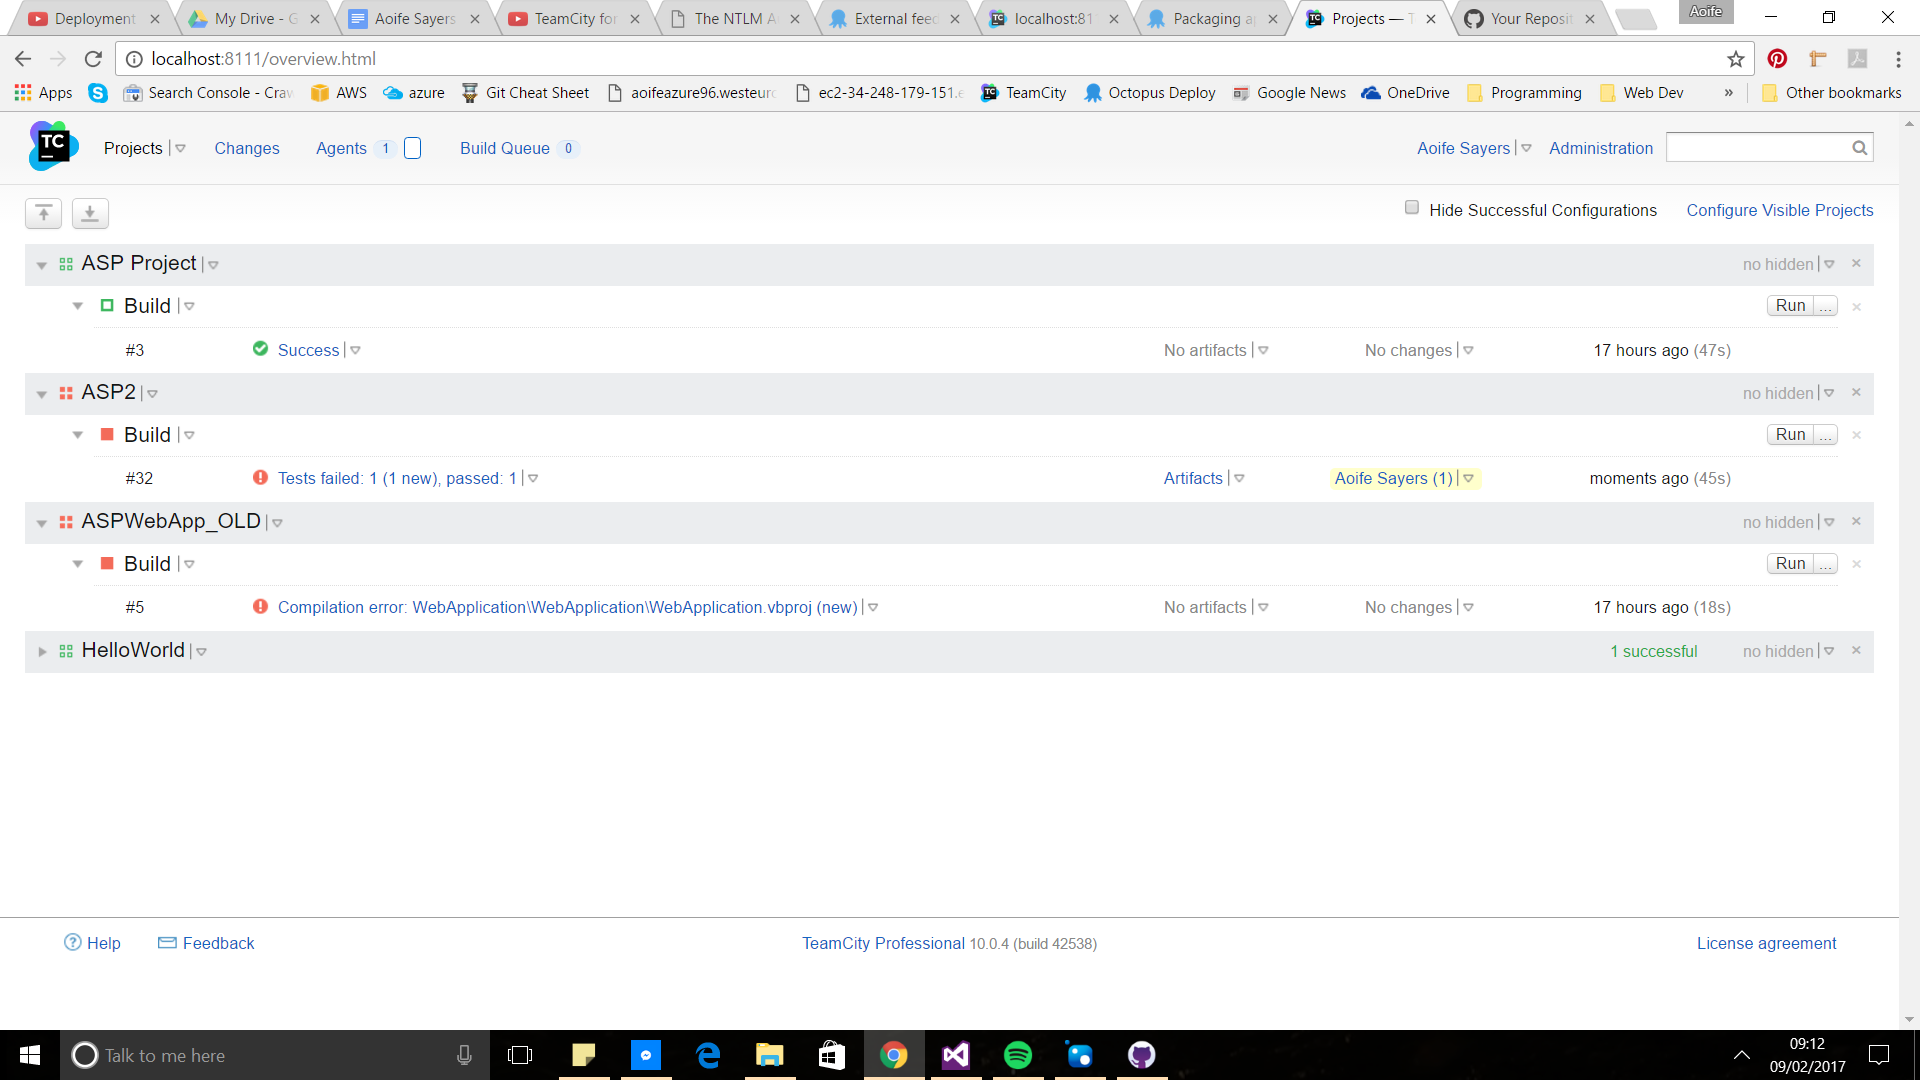 Deployment My Drive - G Aoife Sayers TeamCity for The NTLM A External feed localhost:811 Packaging a Projects — T Your Reposit Aoife
localhost:8111/overview.html
Apps Search Console - Craw AWS azure Git Cheat Sheet aoifeazure96.westeuro ec2-34-248-179-151.e TeamCity Octopus Deploy Google News OneDrive Programming Web Dev » Other bookmarks
TC Projects Changes Agents 1 Build Queue 0 Aoife Sayers Administration
Hide Successful Configurations Configure Visible Projects
ASP Project no hidden
Build Run ...
#3 Success No artifacts No changes 17 hours ago (47s)
ASP2 no hidden
Build Run ...
#32 Tests failed: 1 (1 new), passed: 1 Artifacts Aoife Sayers (1) moments ago (45s)
ASPWebApp_OLD no hidden
Build Run ...
#5 Compilation error: WebApplication\WebApplication\WebApplication.vbproj (new) No artifacts No changes 17 hours ago (18s)
HelloWorld 1 successful no hidden
Help Feedback TeamCity Professional 10.0.4 (build 42538) License agreement
Talk to me here
09:12
09/02/2017